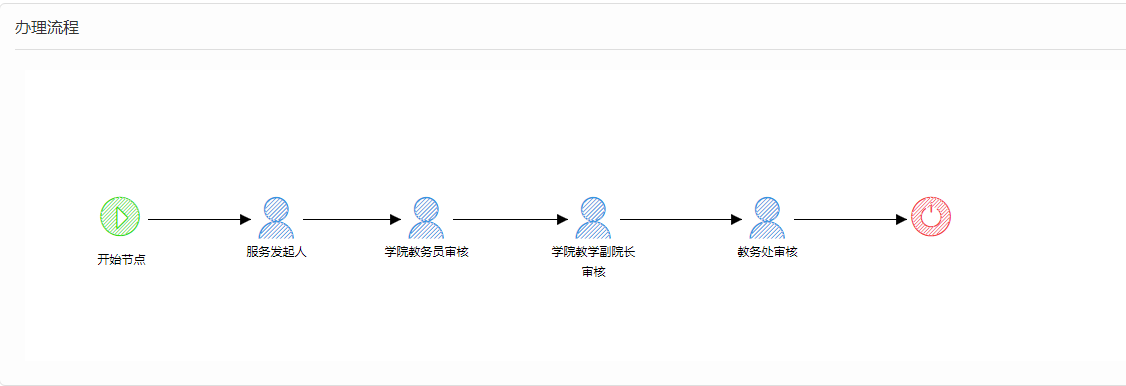 办理流程
开始节点
服务发起人
学院教务员审核
学院教学副院长
审核
教务处审核